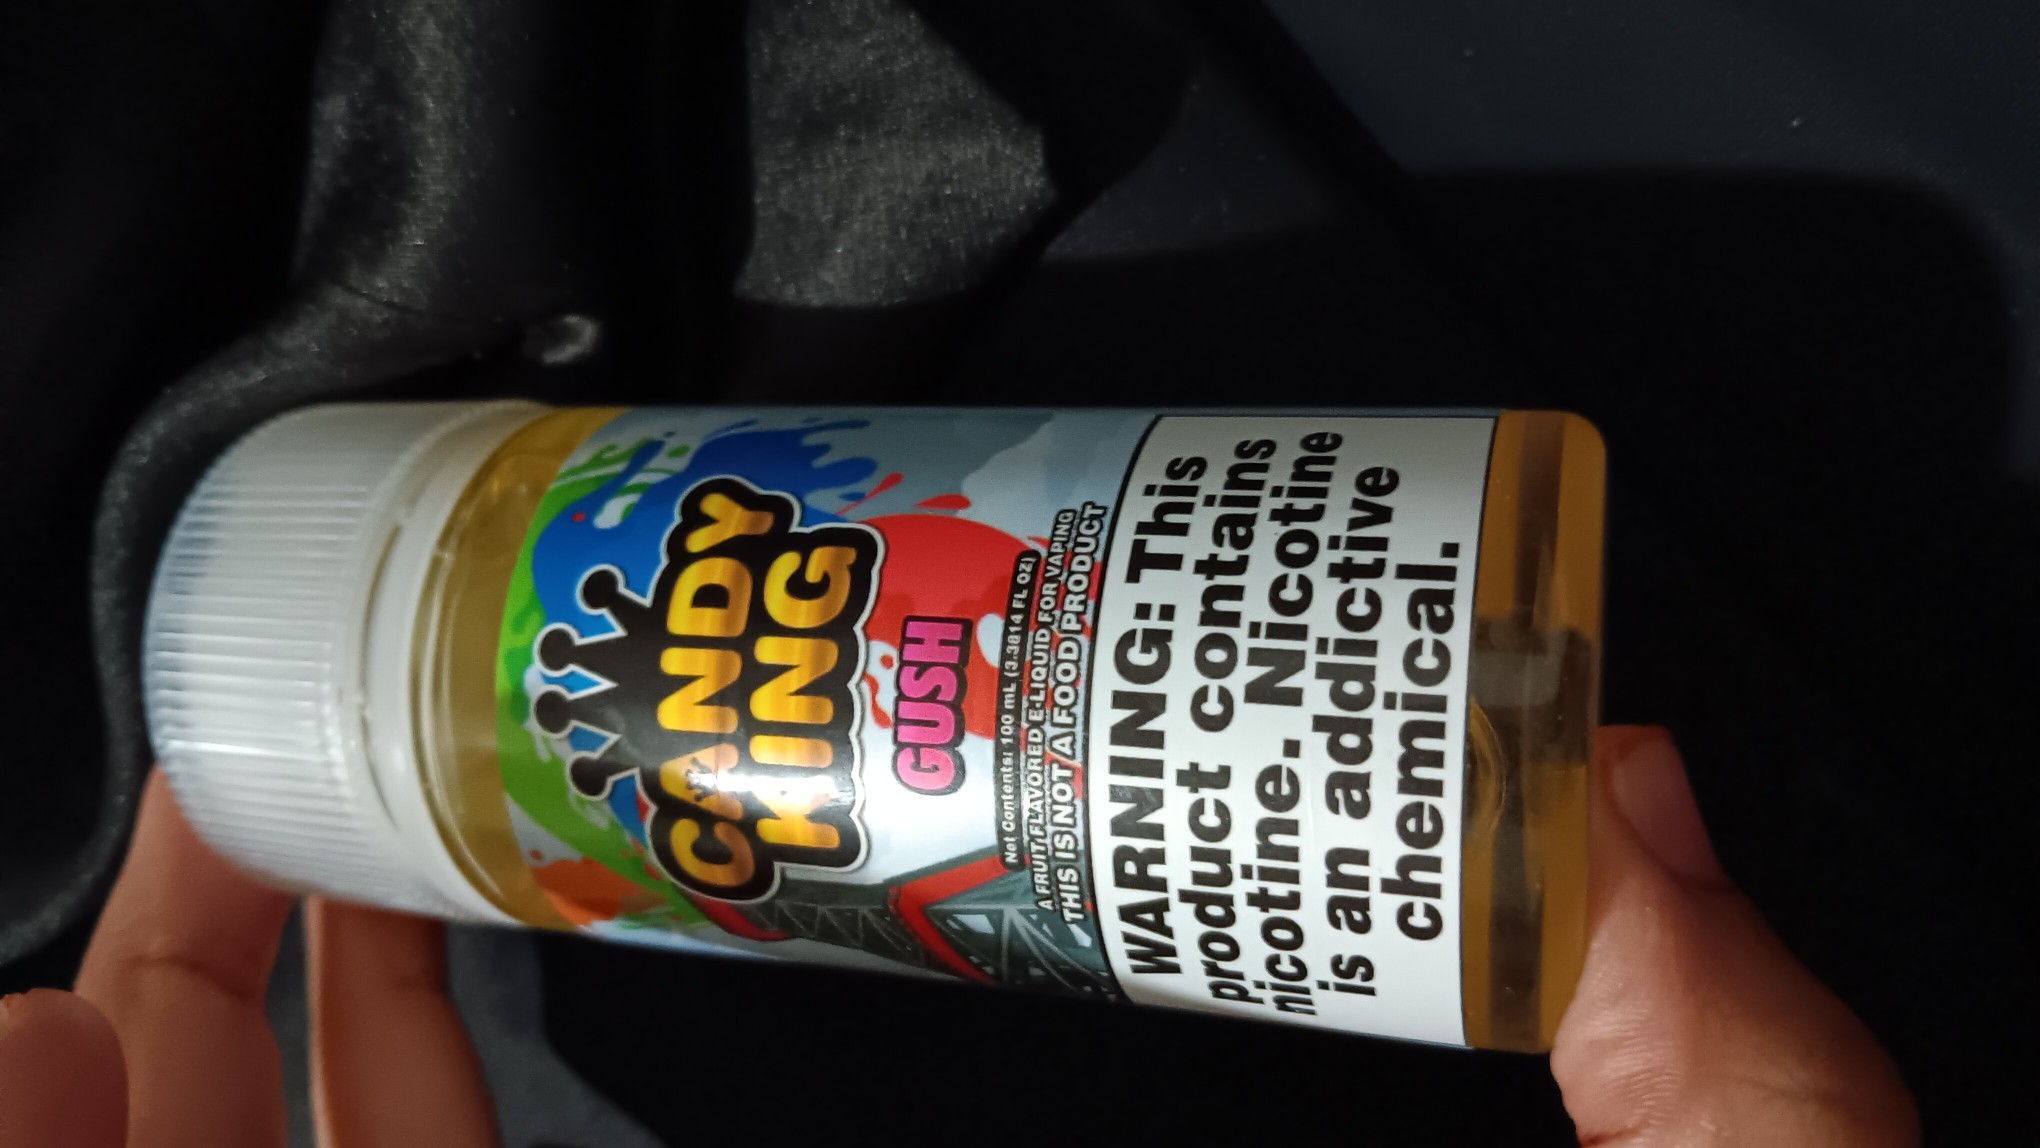 CANDY
KING
GUSH
Net Contents: 100 mL (3.3814 FL OZ)
A FRUIT FLAVORED E-LIQUID FOR VAPING
THIS IS NOT A FOOD PRODUCT
WARNING: This
product contains
nicotine. Nicotine
is an addictive
chemical.